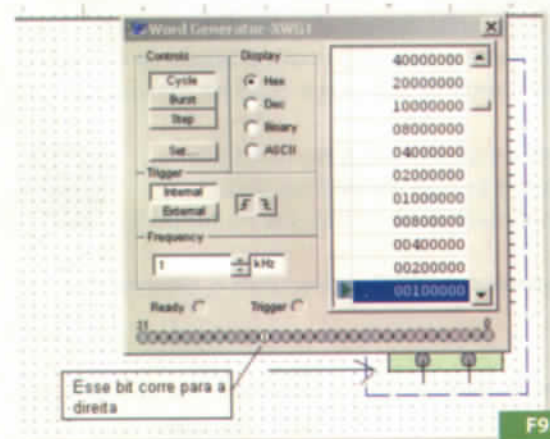 Word Generator-XWG1
Controls
Cycle
Burst
Step
Set...
Display
Hex
Dec
Binary
ASCII
Trigger
Internal
External
Frequency
1
kHz
Ready
Trigger
40000000
20000000
10000000
08000000
04000000
02000000
01000000
00800000
00400000
00200000
00100000
31
0
Esse bit corre para a
direita
F9